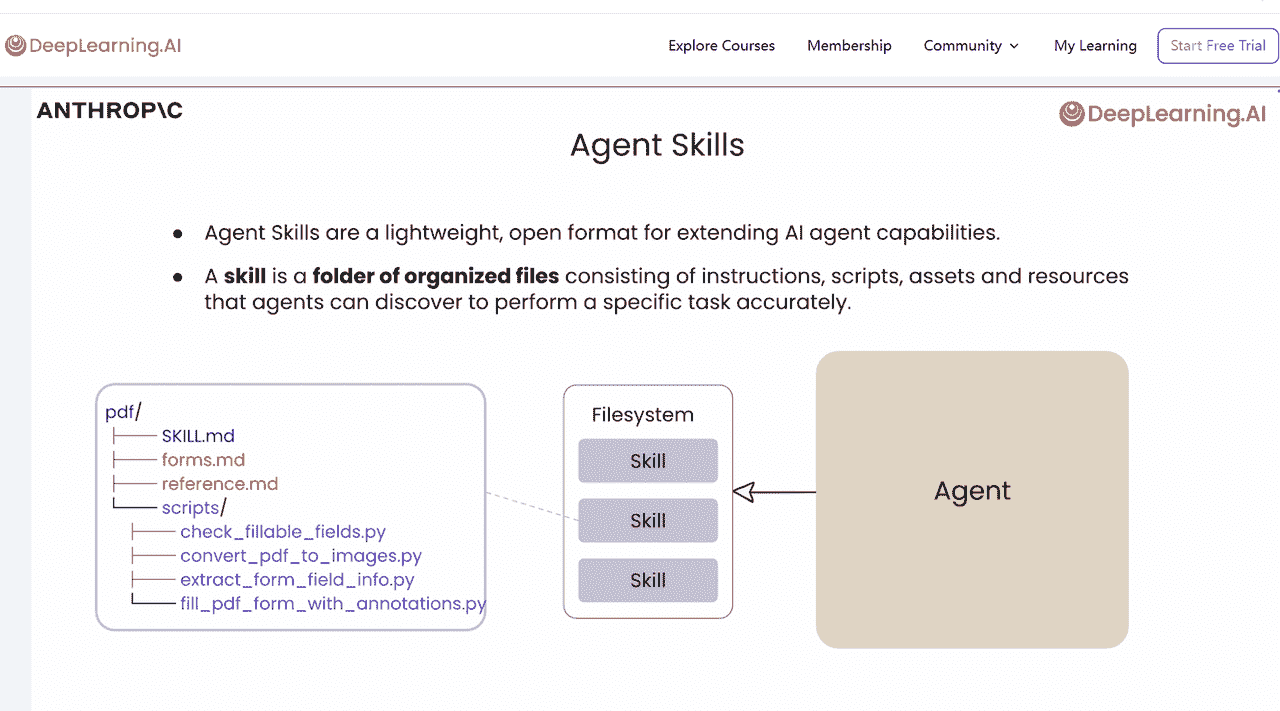 DeepLearning.AI
Explore Courses
Membership
Community
My Learning
Start Free Trial
ANTHROP\C
DeepLearning.AI
Agent Skills
● Agent Skills are a lightweight, open format for extending AI agent capabilities.
● A skill is a folder of organized files consisting of instructions, scripts, assets and resources
that agents can discover to perform a specific task accurately.
pdf/
SKILL.md
forms.md
reference.md
scripts/
check_fillable_fields.py
convert_pdf_to_images.py
extract_form_field_info.py
fill_pdf_form_with_annotations.py
Filesystem
Skill
Skill
Skill
Agent